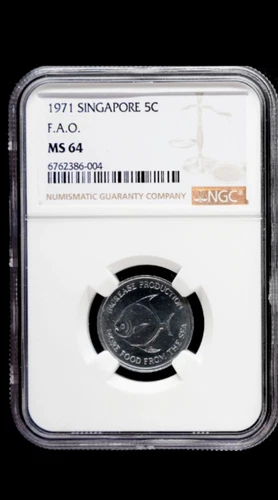 1971 SINGAPORE 5C
F.A.O.
MS 64
6762386-004
NUMISMATIC GUARANTY COMPANY
NGC
INCREASE PRODUCTION
MORE FOOD FROM THE SEA